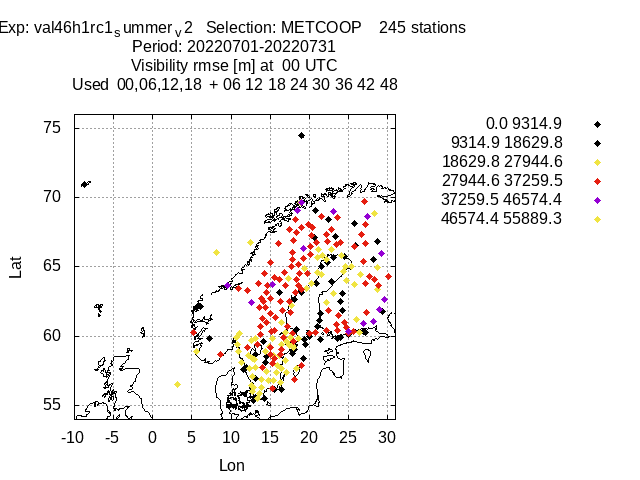 Exp: val46h1rc1summerv2 Selection: METCOOP 245 stations
Period: 20220701-20220731
Visibility rmse [m] at 00 UTC
Used 00,06,12,18 + 06 12 18 24 30 36 42 48
0.0 9314.9
9314.9 18629.8
18629.8 27944.6
27944.6 37259.5
37259.5 46574.4
46574.4 55889.3
75
70
65
60
55
Lat
-10 -5 0 5 10 15 20 25 30
Lon